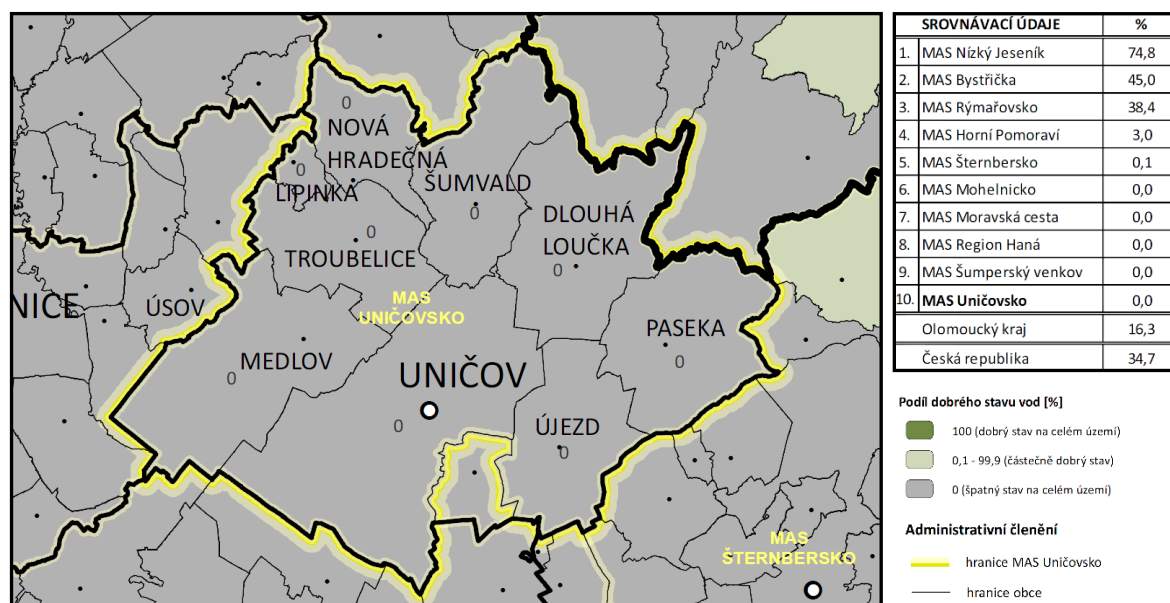 0
NOVÁ
HRADEČNÁ
0
LIPINKA
ŠUMVALD
0
DLOUHÁ
LOUČKA
0
0
TROUBELICE
NICE
ÚSOV
MAS
UNIČOVSKO
PASEKA
0
MEDLOV
0
UNIČOV
0
ÚJEZD
0
MAS
ŠTERNBERSKO
SROVNÁVACÍ ÚDAJE %
1. MAS Nízký Jeseník 74,8
2. MAS Bystřička 45,0
3. MAS Rýmařovsko 38,4
4. MAS Horní Pomoraví 3,0
5. MAS Šternbersko 0,1
6. MAS Mohelnicko 0,0
7. MAS Moravská cesta 0,0
8. MAS Region Haná 0,0
9. MAS Šumperský venkov 0,0
10. MAS Uničovsko 0,0
Olomoucký kraj 16,3
Česká republika 34,7
Podíl dobrého stavu vod [%]
100 (dobrý stav na celém území)
0,1 - 99,9 (částečně dobrý stav)
0 (špatný stav na celém území)
Administrativní členění
hranice MAS Uničovsko
hranice obce